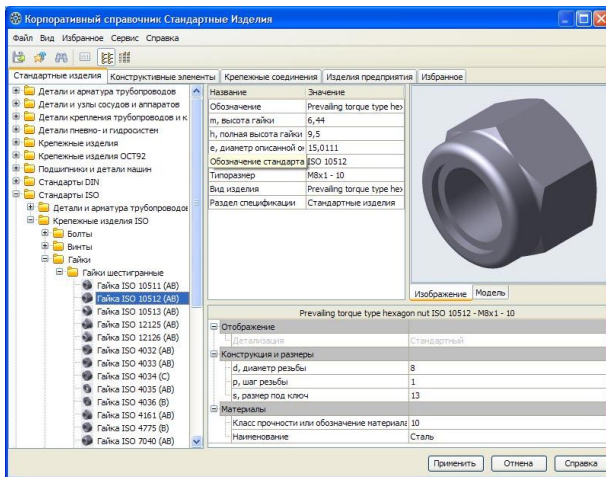 Корпоративный справочник Стандартные Изделия
Файл Вид Избранное Сервис Справка
Стандартные изделия Конструктивные элементы Крепежные соединения Изделия предприятия Избранное
Детали и арматура трубопроводов
Детали и узлы сосудов и аппаратов
Детали крепления трубопроводов и к
Детали пневно- и гидросистем
Крепежные изделия
Крепежные изделия ОСТ92
Подшипники и детали машин
Стандарты DIN
Стандарты ISO
Детали и арматура трубопроводов
Крепежные изделия ISO
Болты
Винты
Гайки
Гайки шестигранные
Гайка ISO 10511 (AB)
Гайка ISO 10512 (AB)
Гайка ISO 10513 (AB)
Гайка ISO 12125 (AB)
Гайка ISO 12126 (AB)
Гайка ISO 4032 (AB)
Гайка ISO 4033 (AB)
Гайка ISO 4034 (C)
Гайка ISO 4035 (AB)
Гайка ISO 4036 (B)
Гайка ISO 4161 (AB)
Гайка ISO 4775 (B)
Гайка ISO 7040 (AB)
Название Значение
Обозначение Prevailing torque type hex
m, высота гайки 6,44
h, полная высота гайки 9,5
e, диаметр описанной ок 15,0111
Обозначение стандарта ISO 10512
Типоразмер M8x1 - 10
Вид изделия Prevailing torque type hex
Раздел спецификации Стандартные изделия
Изображение Модель
Prevailing torque type hexagon nut ISO 10512 - M8x1 - 10
Отображение
Детализация Стандартный
Конструкция и размеры
d, диаметр резьбы 8
p, шаг резьбы 1
s, размер под ключ 13
Материалы
Класс прочности или обозначение материала 10
Наименование Сталь
Применить Отмена Справка